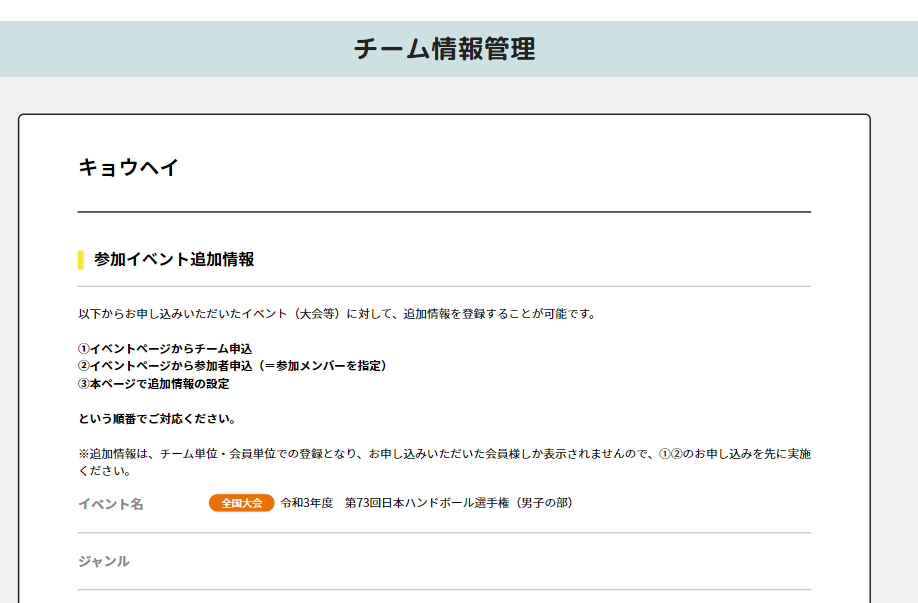 チーム情報管理
キョウヘイ
参加イベント追加情報
以下からお申し込みいただいたイベント（大会等）に対して、追加情報を登録することが可能です。
①イベントページからチーム申込
②イベントページから参加者申込（＝参加メンバーを指定）
③本ページで追加情報の設定
という順番でご対応ください。
※追加情報は、チーム単位・会員単位での登録となり、お申し込みいただいた会員様しか表示されませんので、①②のお申し込みを先に実施
ください。
イベント名 全国大会 令和3年度　第73回日本ハンドボール選手権（男子の部）
ジャンル